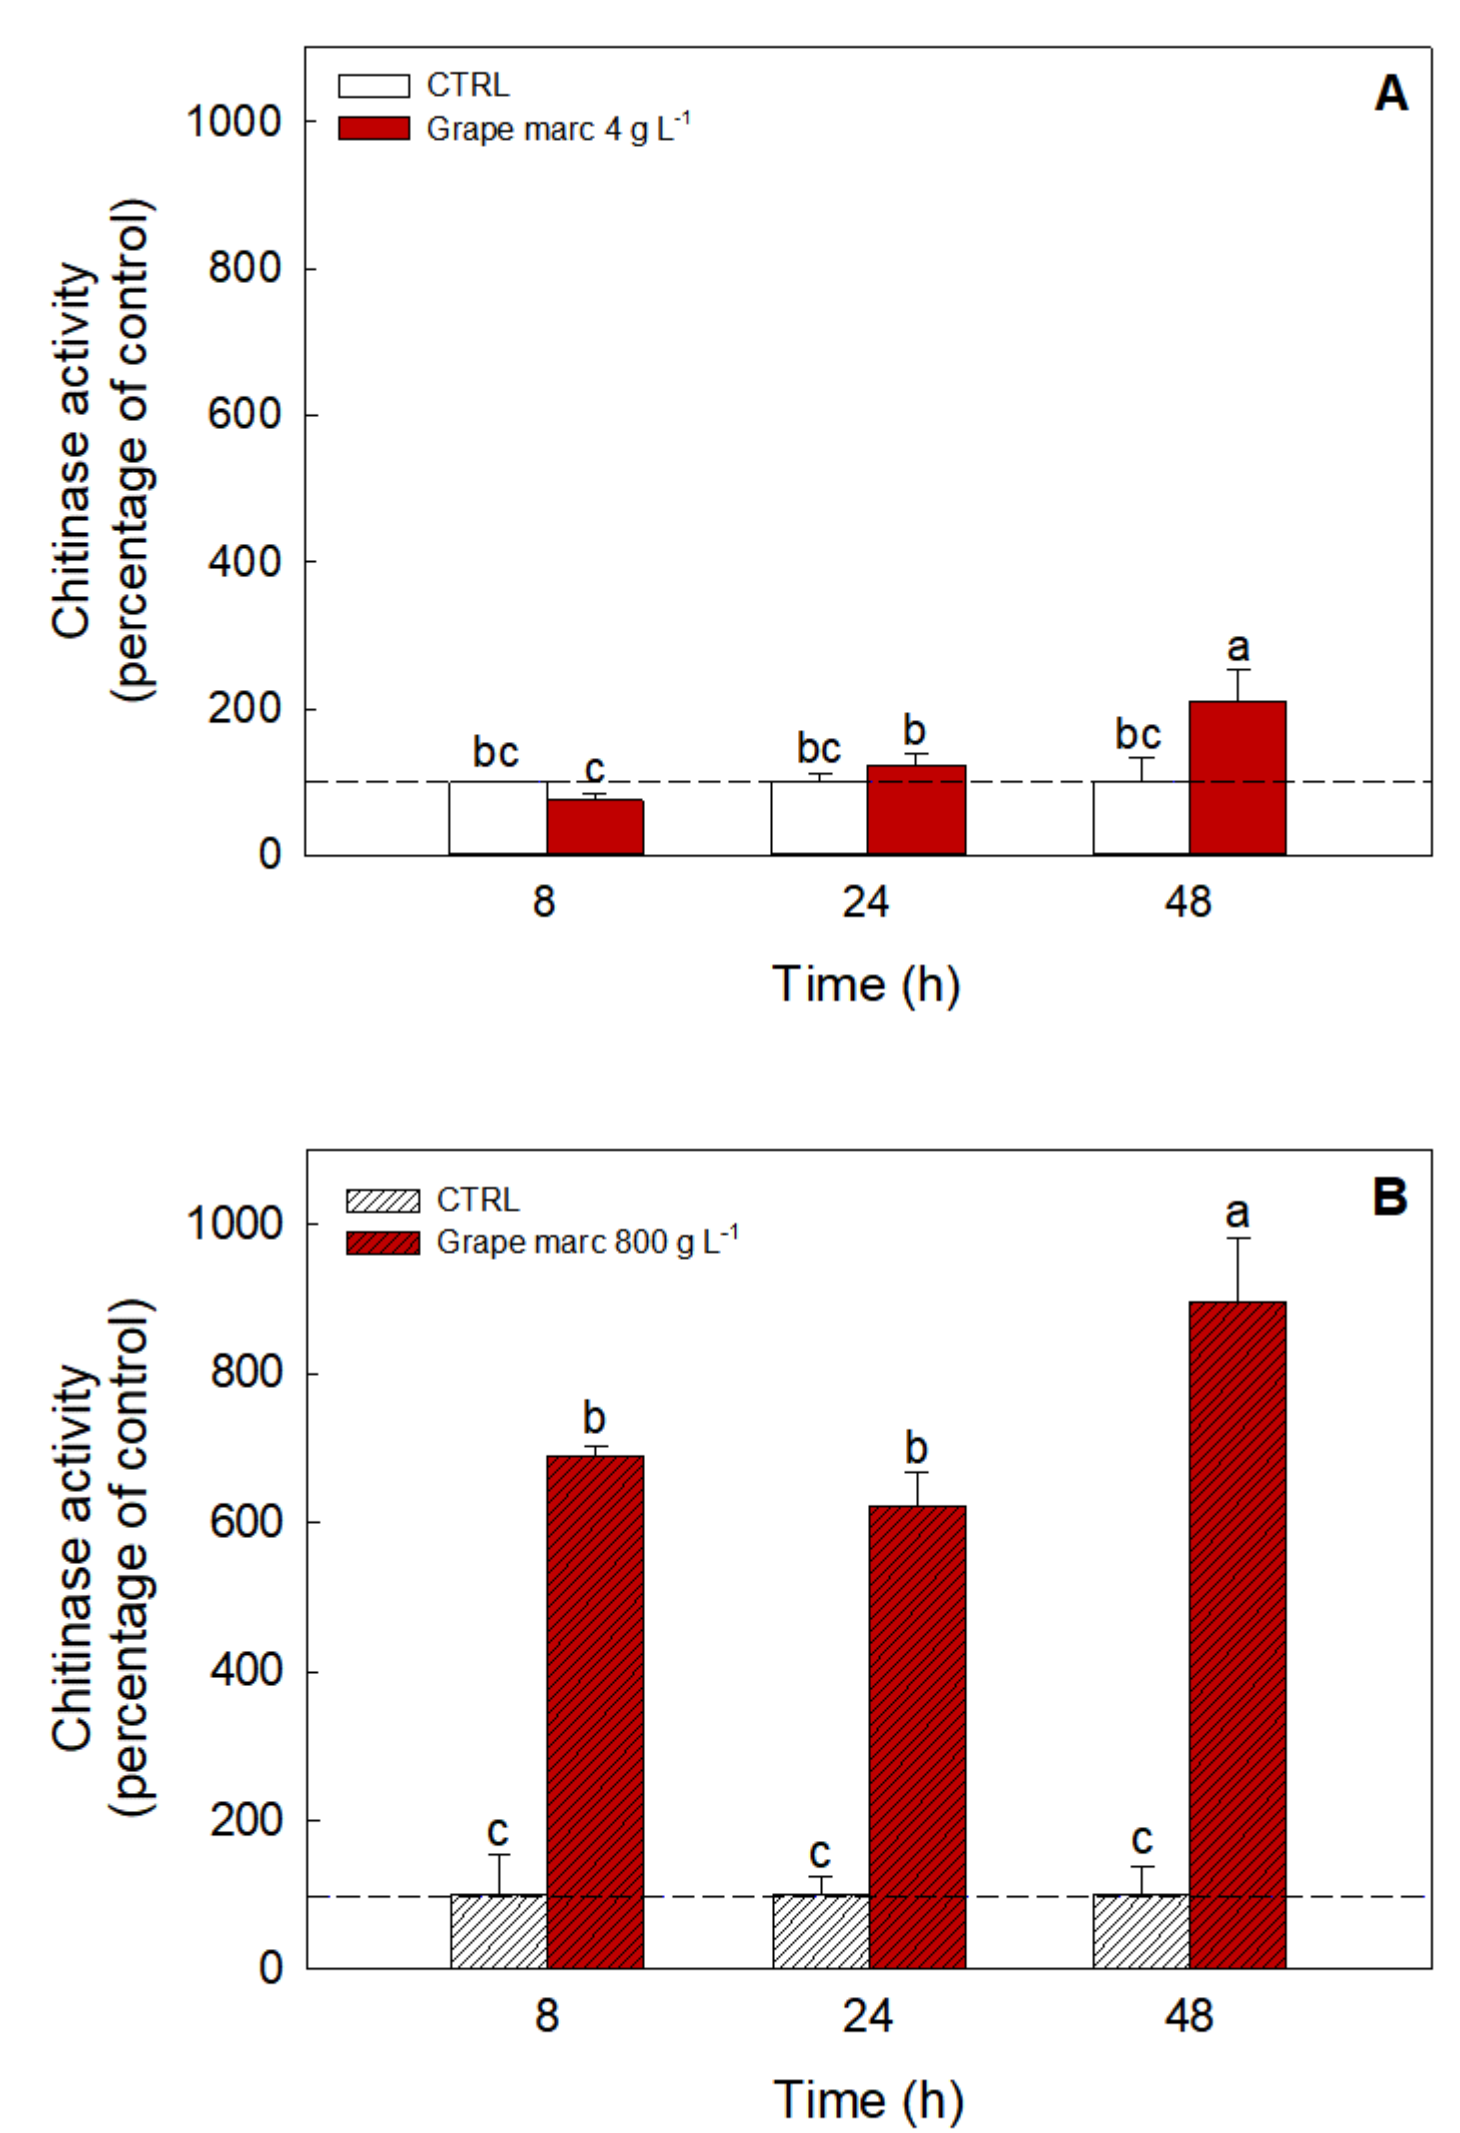 A
CTRL
Grape marc 4 g L⁻¹
Chitinase activity
(percentage of control)
1000
800
600
400
200
0
bc
c
bc
b
bc
a
8
24
48
Time (h)
B
CTRL
Grape marc 800 g L⁻¹
Chitinase activity
(percentage of control)
1000
800
600
400
200
0
c
b
c
b
c
a
8
24
48
Time (h)